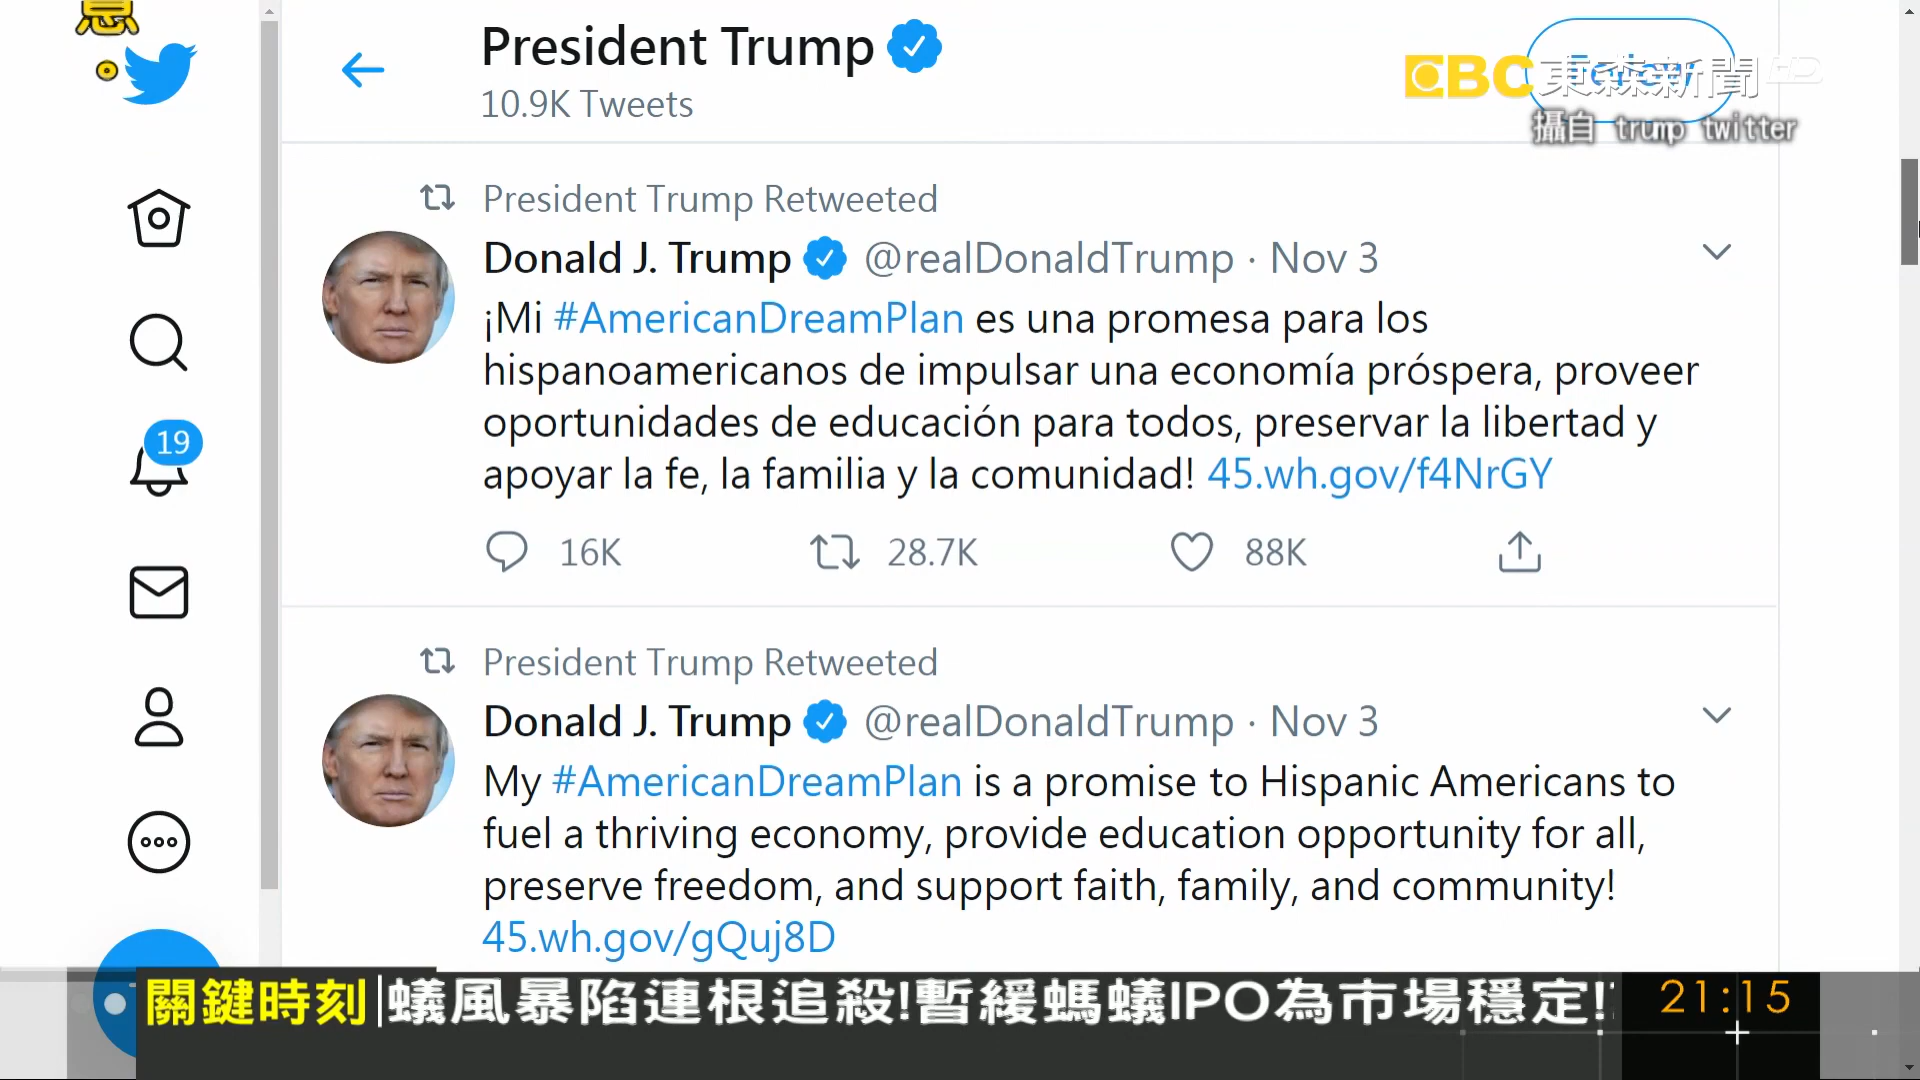 息
President Trump
10.9K Tweets
EBC 東森新聞 HD
攝自 trump twitter
President Trump Retweeted
Donald J. Trump @realDonaldTrump · Nov 3
¡Mi #AmericanDreamPlan es una promesa para los
hispanoamericanos de impulsar una economía próspera, proveer
oportunidades de educación para todos, preservar la libertad y
apoyar la fe, la familia y la comunidad! 45.wh.gov/f4NrGY
16K 28.7K 88K
19
President Trump Retweeted
Donald J. Trump @realDonaldTrump · Nov 3
My #AmericanDreamPlan is a promise to Hispanic Americans to
fuel a thriving economy, provide education opportunity for all,
preserve freedom, and support faith, family, and community!
45.wh.gov/gQuj8D
關鍵時刻 蟻風暴陷連根追殺!暫緩螞蟻IPO為市場穩定!
21:15